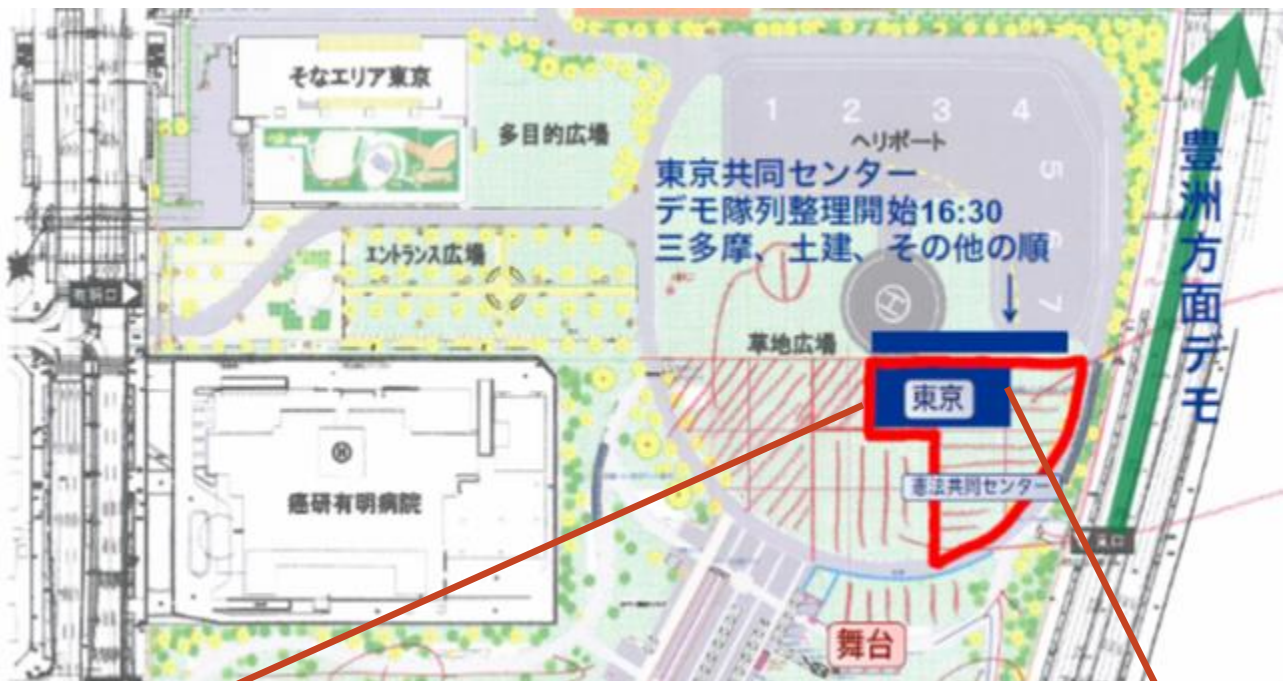 そなエリア東京
多目的広場
1 2 3 4
ヘリポート
5
6
7
東京共同センター
デモ隊列整理開始16:30
三多摩、土建、その他の順
豊洲方面デモ
エントランス広場
草地広場
東京
憲法共同センター
癌研有明病院
舞台